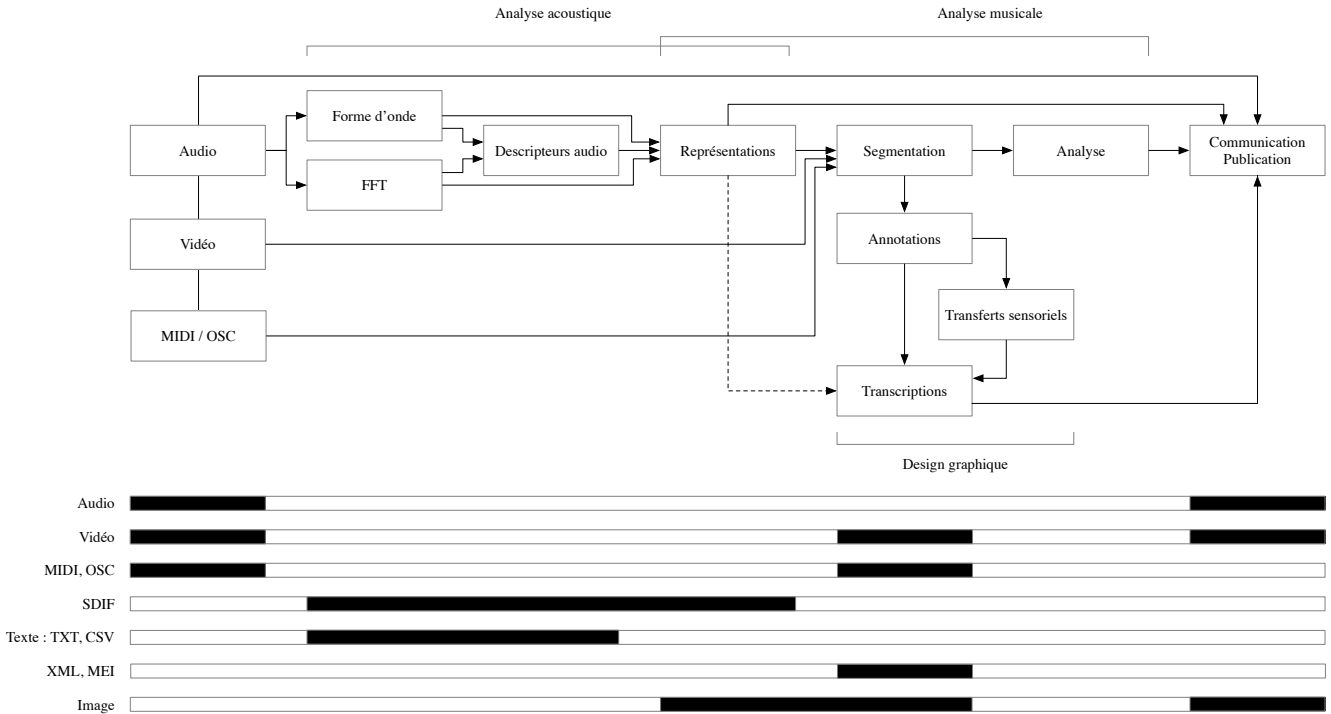 Analyse acoustique
Analyse musicale
Forme d’onde
Audio
Descripteurs audio
Représentations
Segmentation
Analyse
Communication
Publication
FFT
Vidéo
Annotations
Transferts sensoriels
MIDI / OSC
Transcriptions
Design graphique
Audio
Vidéo
MIDI, OSC
SDIF
Texte : TXT, CSV
XML, MEI
Image